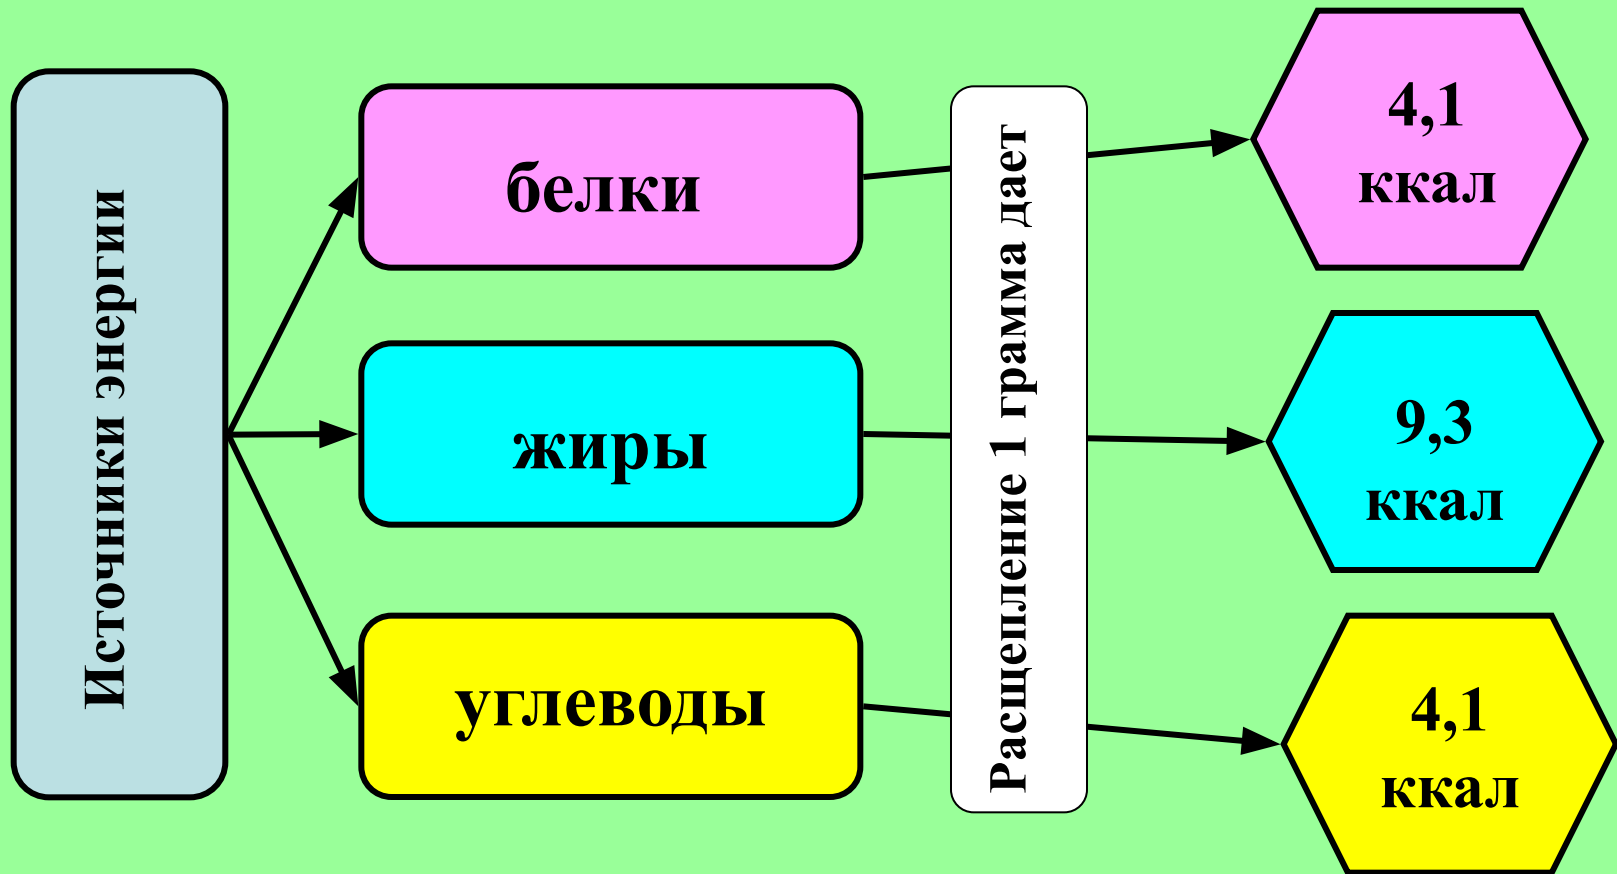 Источники энергии
белки
жиры
углеводы
Расщепление 1 грамма дает
4,1
ккал
9,3
ккал
4,1
ккал